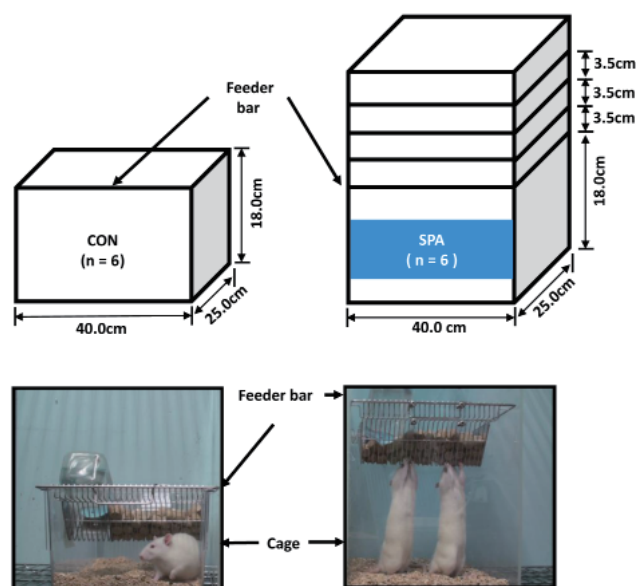 Feeder
bar
3.5cm
3.5cm
3.5cm
18.0cm
18.0cm
CON
(n = 6)
SPA
( n = 6 )
25.0cm
25.0cm
40.0cm
40.0 cm
Feeder bar
Cage